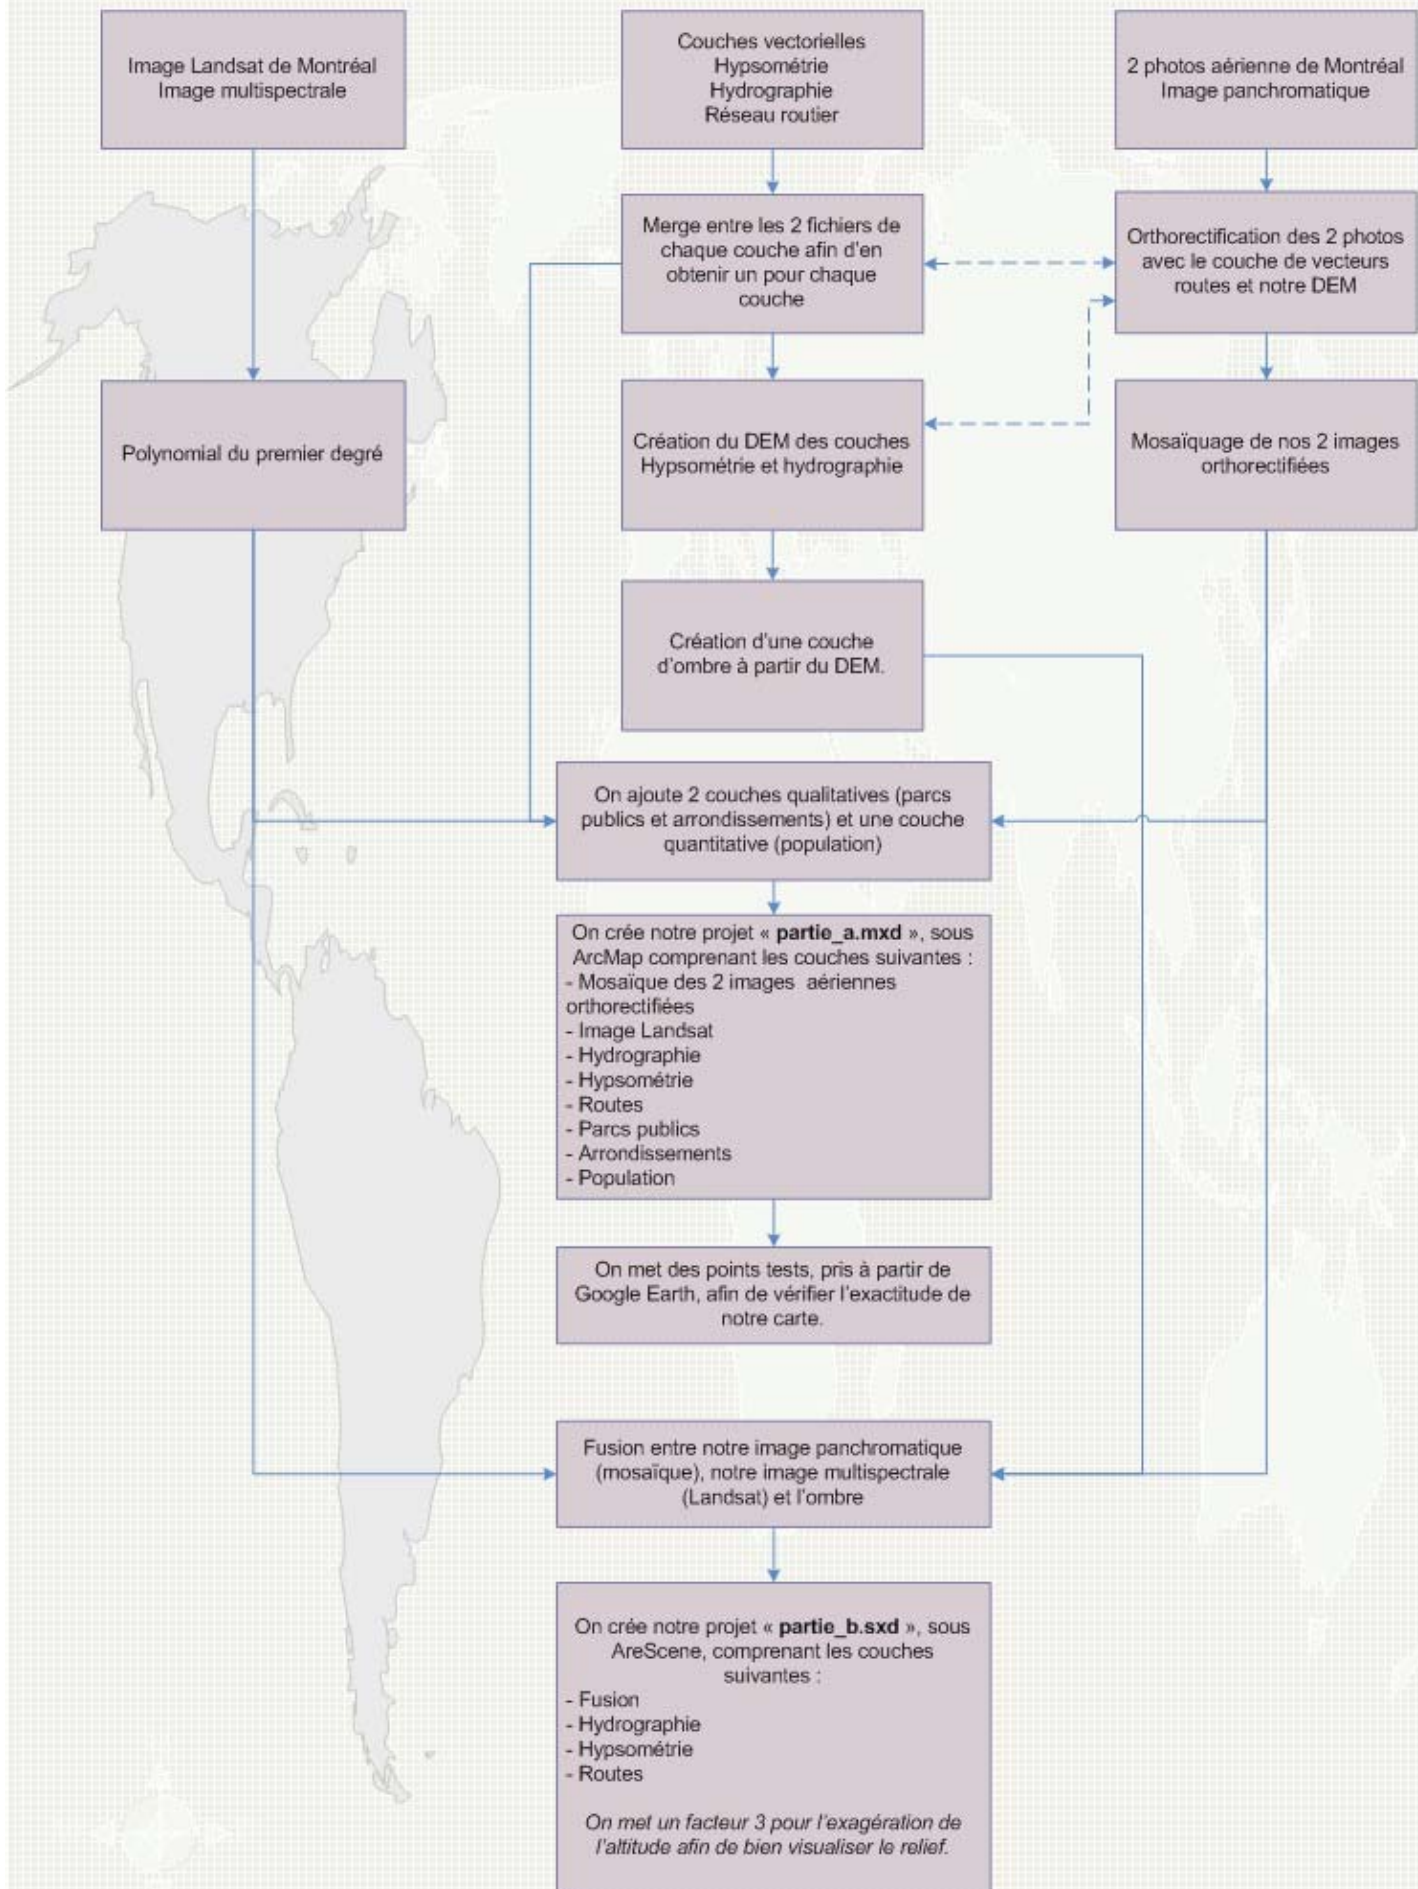 Image Landsat de Montréal
Image multispectrale
Couches vectorielles
Hypsométrie
Hydrographie
Réseau routier
2 photos aérienne de Montréal
Image panchromatique
Merge entre les 2 fichiers de
chaque couche afin d'en
obtenir un pour chaque
couche
Orthorectification des 2 photos
avec le couche de vecteurs
routes et notre DEM
Polynomial du premier degré
Création du DEM des couches
Hypsométrie et hydrographie
Mosaïquage de nos 2 images
orthorectifiées
Création d'une couche
d'ombre à partir du DEM.
On ajoute 2 couches qualitatives (parcs
publics et arrondissements) et une couche
quantitative (population)
On crée notre projet « partie_a.mxd », sous
ArcMap comprenant les couches suivantes :
- Mosaïque des 2 images aériennes
orthorectifiées
- Image Landsat
- Hydrographie
- Hypsométrie
- Routes
- Parcs publics
- Arrondissements
- Population
On met des points tests, pris à partir de
Google Earth, afin de vérifier l'exactitude de
notre carte.
Fusion entre notre image panchromatique
(mosaïque), notre image multispectrale
(Landsat) et l'ombre
On crée notre projet « partie_b.sxd », sous
AreScene, comprenant les couches
suivantes :
- Fusion
- Hydrographie
- Hypsométrie
- Routes
On met un facteur 3 pour l'exagération de
l'altitude afin de bien visualiser le relief.